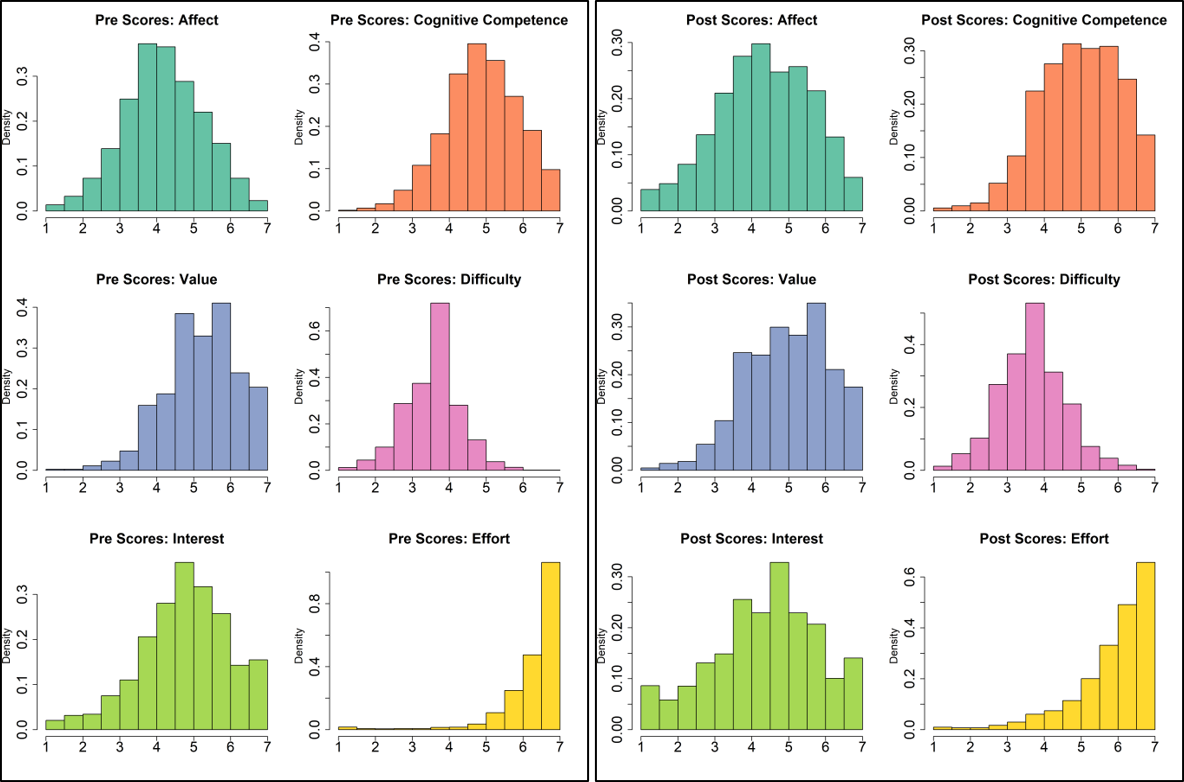 Pre Scores: Affect
Density
0.0 0.1 0.2 0.3
1 2 3 4 5 6 7
Pre Scores: Cognitive Competence
Density
0.0 0.1 0.2 0.3 0.4
1 2 3 4 5 6 7
Pre Scores: Value
Density
0.0 0.1 0.2 0.3 0.4
1 2 3 4 5 6 7
Pre Scores: Difficulty
Density
0.0 0.2 0.4 0.6
1 2 3 4 5 6 7
Pre Scores: Interest
Density
0.0 0.1 0.2 0.3
1 2 3 4 5 6 7
Pre Scores: Effort
Density
0.0 0.4 0.8
1 2 3 4 5 6 7
Post Scores: Affect
Density
0.00 0.10 0.20 0.30
1 2 3 4 5 6 7
Post Scores: Cognitive Competence
Density
0.00 0.10 0.20 0.30
1 2 3 4 5 6 7
Post Scores: Value
Density
0.00 0.10 0.20 0.30
1 2 3 4 5 6 7
Post Scores: Difficulty
Density
0.0 0.2 0.4
1 2 3 4 5 6 7
Post Scores: Interest
Density
0.00 0.10 0.20 0.30
1 2 3 4 5 6 7
Post Scores: Effort
Density
0.0 0.2 0.4 0.6
1 2 3 4 5 6 7